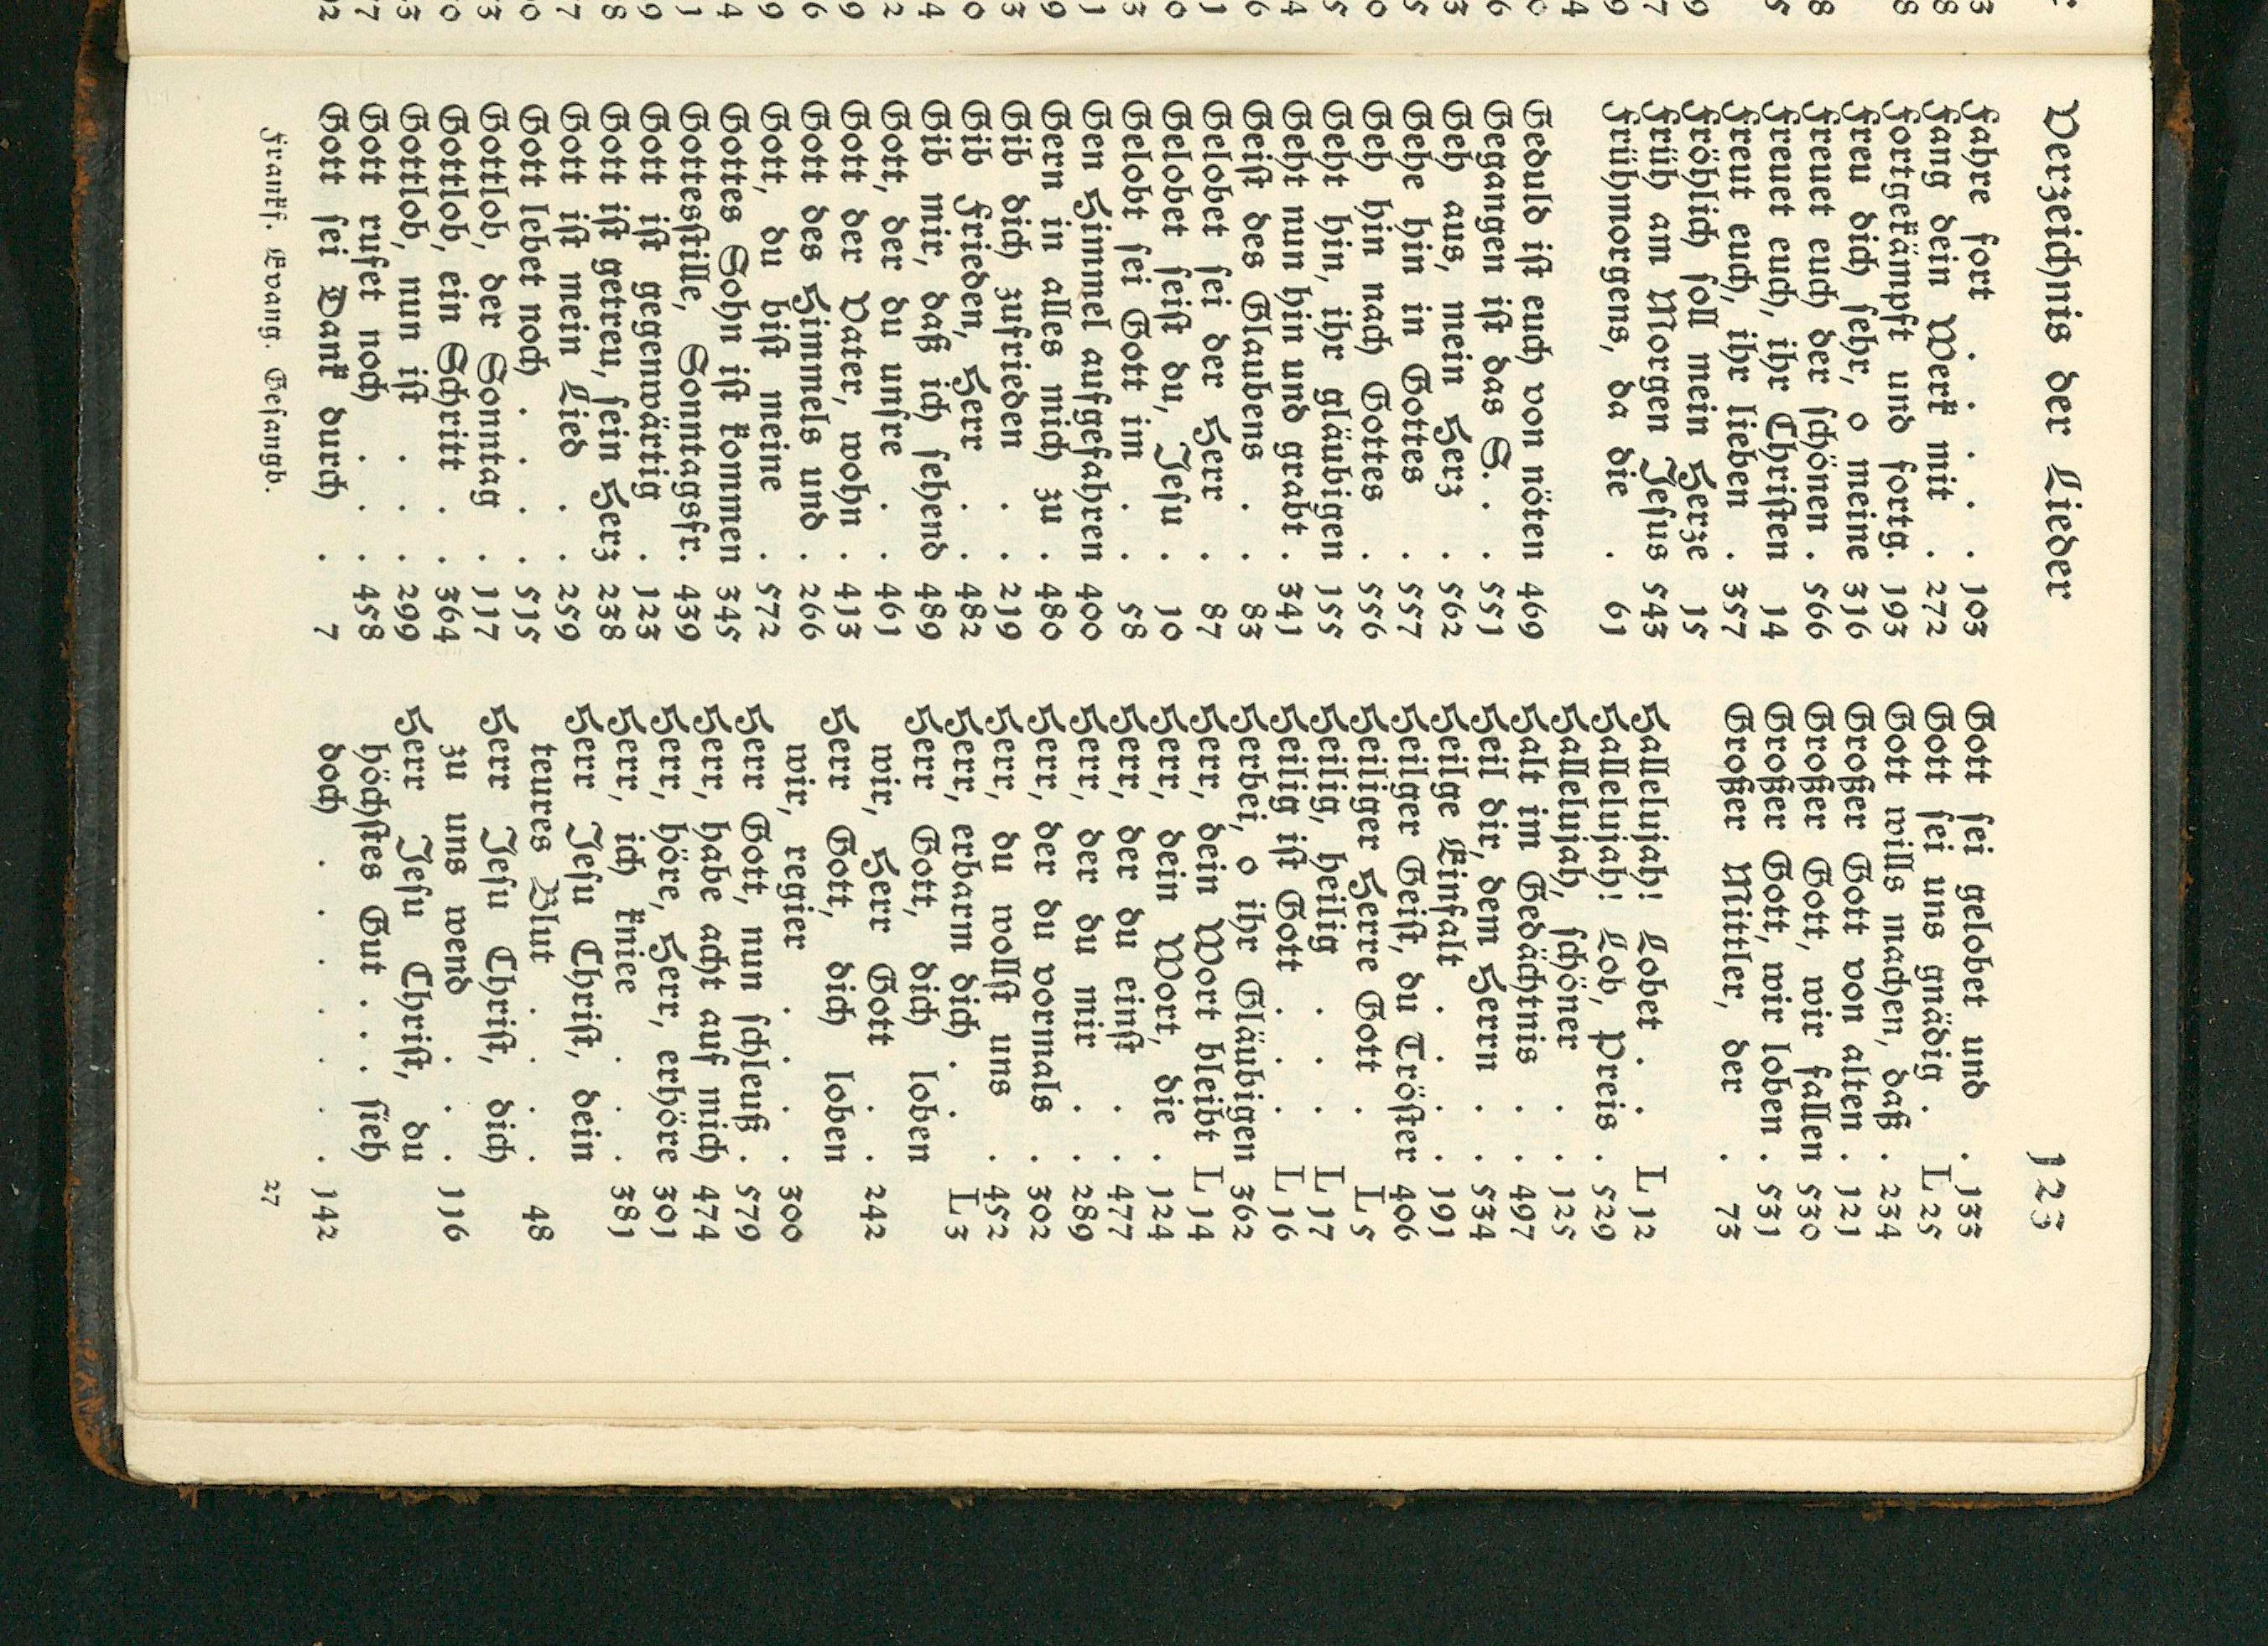 Verzeichnis der Lieder 123
Fahre fort . . . . . 103
Fang dein Werk mit . 272
Fortgekämpft und fortg. 193
Freu dich sehr, o meine 316
Freuet euch der schönen . 566
Freuet euch, ihr Christen 14
Freut euch, ihr lieben . 357
Fröhlich soll mein Herze 15
Früh am Morgen Jesus 543
Frühmorgens, da die . 61
Geduld ist euch von nöten 469
Gegangen ist das S. . . 551
Geh aus, mein Herz . 562
Gehe hin in Gottes . 557
Geh hin nach Gottes . 556
Geht hin, ihr gläubigen 155
Geht nun hin und grabt . 341
Geist des Glaubens . . 83
Gelobet sei der Herr . 87
Gelobet seist du, Jesu . 10
Gelobt sei Gott im . . 58
Gen Himmel aufgefahren 400
Gern in alles mich zu . 480
Gib dich zufrieden . . 219
Gib Frieden, Herr . . 482
Gib mir, daß ich sehend 489
Gott, der du unsre . . 461
Gott der Vater, wohn . 413
Gott des Himmels und . 266
Gott, du bist meine . 572
Gottes Sohn ist kommen 345
Gottesstille, Sonntagsfr. 439
Gott ist gegenwärtig . 123
Gott ist getreu, sein Herz 238
Gott ist mein Lied . . 259
Gott lebet noch . . . . 515
Gottlob, der Sonntag . 117
Gottlob, ein Schritt . . 364
Gottlob, nun ist . . . 299
Gott rufet noch . . . 458
Gott sei Dank durch . 7
Gott sei gelobet und . 133
Gott sei uns gnädig . L 25
Gott wills machen, daß . 234
Großer Gott von alten . 121
Großer Gott, wir fallen 530
Großer Gott, wir loben . 531
Großer Mittler, der . 73
Hallelujah! Lobet . . L 12
Hallelujah! Lob, Preis . 529
Hallelujah, schöner . . 125
Halt im Gedächtnis . . 497
Heil dir, dem Herrn . . 534
Heilge Einfalt . . . . 191
Heilger Geist, du Tröster 406
Heiliger Herre Gott . L 5
Heilig, heilig . . . . L 17
Heilig ist Gott . . . L 16
Herbei, o ihr Gläubigen 362
Herr, dein Wort bleibt L 14
Herr, dein Wort, die . 124
Herr, der du einst . . 477
Herr, der du mir . . 289
Herr, der du vormals . 302
Herr, du wollst uns . 452
Herr, erbarm dich . . L 3
Herr Gott, dich loben
wir, Herr Gott . . 242
Herr Gott, dich loben
wir, regier . . . . 300
Herr Gott, nun schleuß . 579
Herr, habe acht auf mich 474
Herr, höre, Herr, erhöre 301
Herr, ich kniee . . . 381
Herr Jesu Christ, dein
teures Blut . . . . 48
Herr Jesu Christ, dich
zu uns wend . . . 116
Herr Jesu Christ, du
höchstes Gut . . . sieh
doch . . . . . . . 142
Frankf. Evang. Gesangb. 27